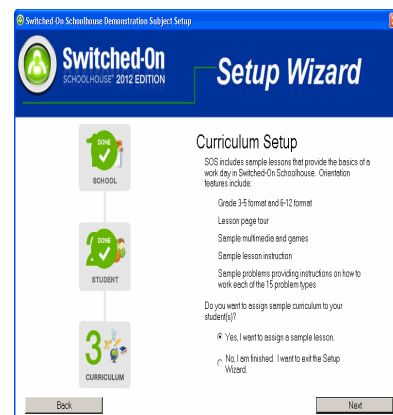 Switched-On Schoolhouse Demonstration Subject Setup
Switched-On
SCHOOLHOUSE® 2012 EDITION
Setup Wizard
1 DONE
SCHOOL
2 DONE
STUDENT
3
CURRICULUM
Curriculum Setup
SOS includes sample lessons that provide the basics of a
work day in Switched-On Schoolhouse. Orientation
features include:
Grade 3-5 format and 6-12 format
Lesson page tour
Sample multimedia and games
Sample lesson instruction
Sample problems providing instructions on how to
work each of the 15 problem types
Do you want to assign sample curriculum to your
student(s)?
Yes, I want to assign a sample lesson.
No, I am finished. I want to exit the Setup
Wizard.
Back
Next